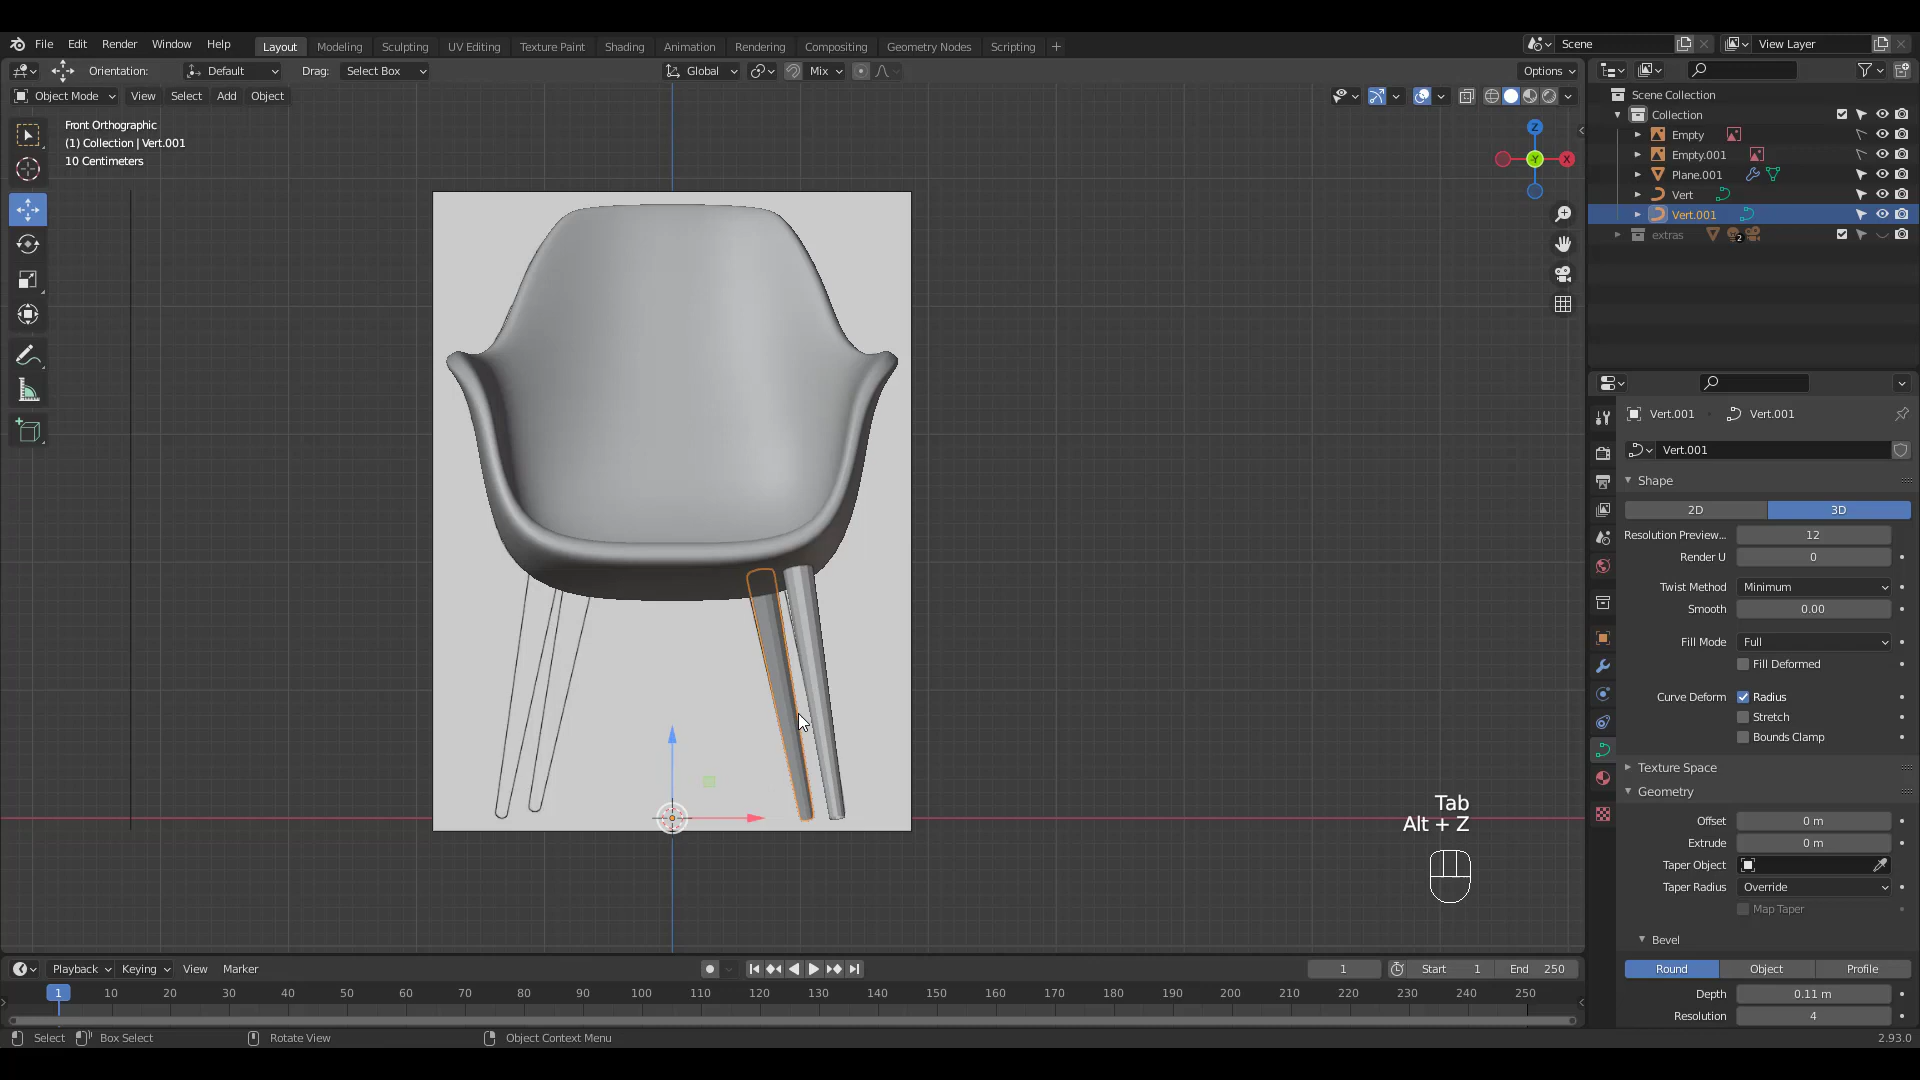 File Edit Render Window Help Layout Modeling Sculpting UV Editing Texture Paint Shading Animation Rendering Compositing Geometry Nodes Scripting + Scene View Layer
Orientation: Default Drag: Select Box Global Mix Options
Object Mode View Select Add Object
Front Orthographic
(1) Collection | Vert.001
10 Centimeters
Z
Y
X
Scene Collection
Collection
Empty
Empty.001
Plane.001
Vert
Vert.001
extras 2
Vert.001 Vert.001
Vert.001
Shape
2D 3D
Resolution Preview... 12
Render U 0
Twist Method Minimum
Smooth 0.00
Fill Mode Full
Fill Deformed
Curve Deform Radius
Stretch
Bounds Clamp
Texture Space
Geometry
Offset 0 m
Extrude 0 m
Taper Object
Taper Radius Override
Map Taper
Bevel
Round Object Profile
Depth 0.11 m
Resolution 4
Tab
Alt + Z
Playback Keying View Marker 1 Start 1 End 250
1 10 20 30 40 50 60 70 80 90 100 110 120 130 140 150 160 170 180 190 200 210 220 230 240 250
Select Box Select Rotate View Object Context Menu 2.93.0